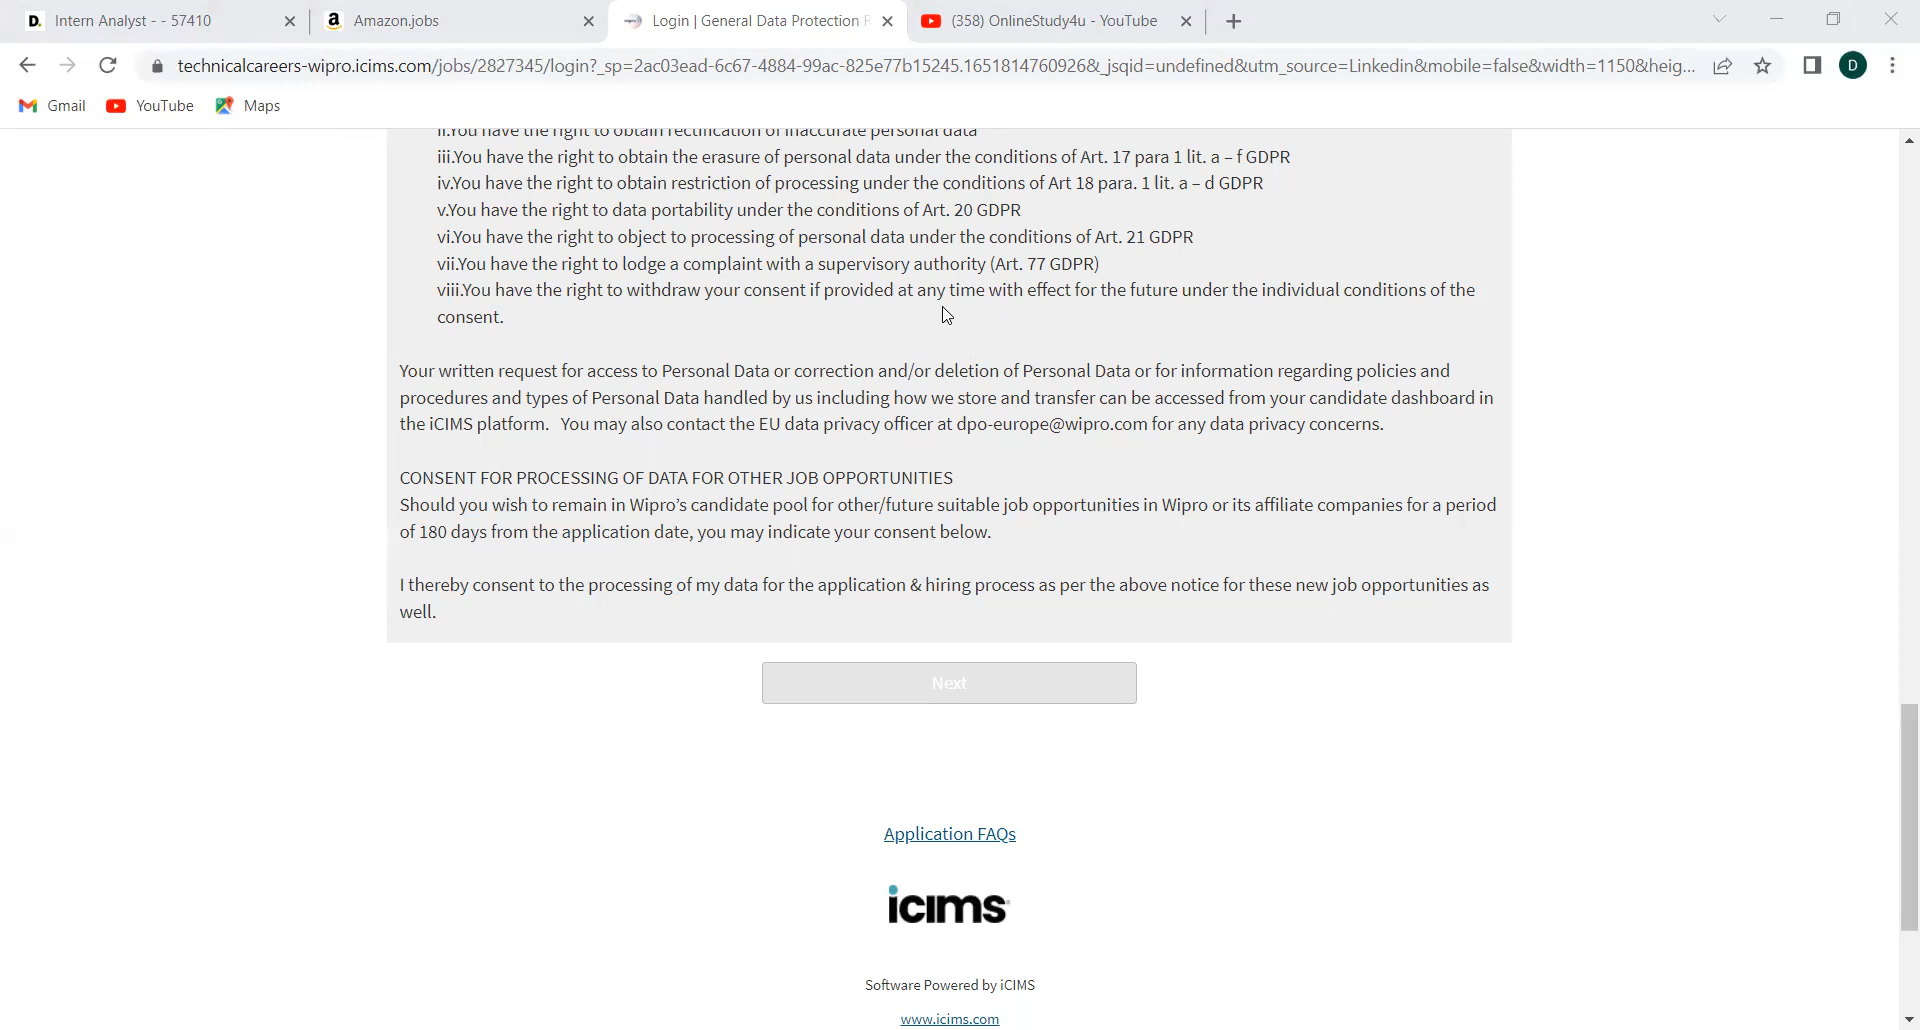 Intern Analyst - - 57410
Amazon.jobs
Login | General Data Protection R
(358) OnlineStudy4u - YouTube
technicalcareers-wipro.icims.com/jobs/2827345/login?_sp=2ac03ead-6c67-4884-99ac-825e77b15245.1651814760926&_jsqid=undefined&utm_source=Linkedin&mobile=false&width=1150&heig...
D
Gmail
YouTube
Maps
ii.You have the right to obtain rectification of inaccurate personal data
iii.You have the right to obtain the erasure of personal data under the conditions of Art. 17 para 1 lit. a – f GDPR
iv.You have the right to obtain restriction of processing under the conditions of Art 18 para. 1 lit. a – d GDPR
v.You have the right to data portability under the conditions of Art. 20 GDPR
vi.You have the right to object to processing of personal data under the conditions of Art. 21 GDPR
vii.You have the right to lodge a complaint with a supervisory authority (Art. 77 GDPR)
viii.You have the right to withdraw your consent if provided at any time with effect for the future under the individual conditions of the
consent.
Your written request for access to Personal Data or correction and/or deletion of Personal Data or for information regarding policies and
procedures and types of Personal Data handled by us including how we store and transfer can be accessed from your candidate dashboard in
the iCIMS platform.   You may also contact the EU data privacy officer at dpo-europe@wipro.com for any data privacy concerns.
CONSENT FOR PROCESSING OF DATA FOR OTHER JOB OPPORTUNITIES
Should you wish to remain in Wipro’s candidate pool for other/future suitable job opportunities in Wipro or its affiliate companies for a period
of 180 days from the application date, you may indicate your consent below.
I thereby consent to the processing of my data for the application & hiring process as per the above notice for these new job opportunities as
well.
Next
Application FAQs
icims
Software Powered by iCIMS
www.icims.com